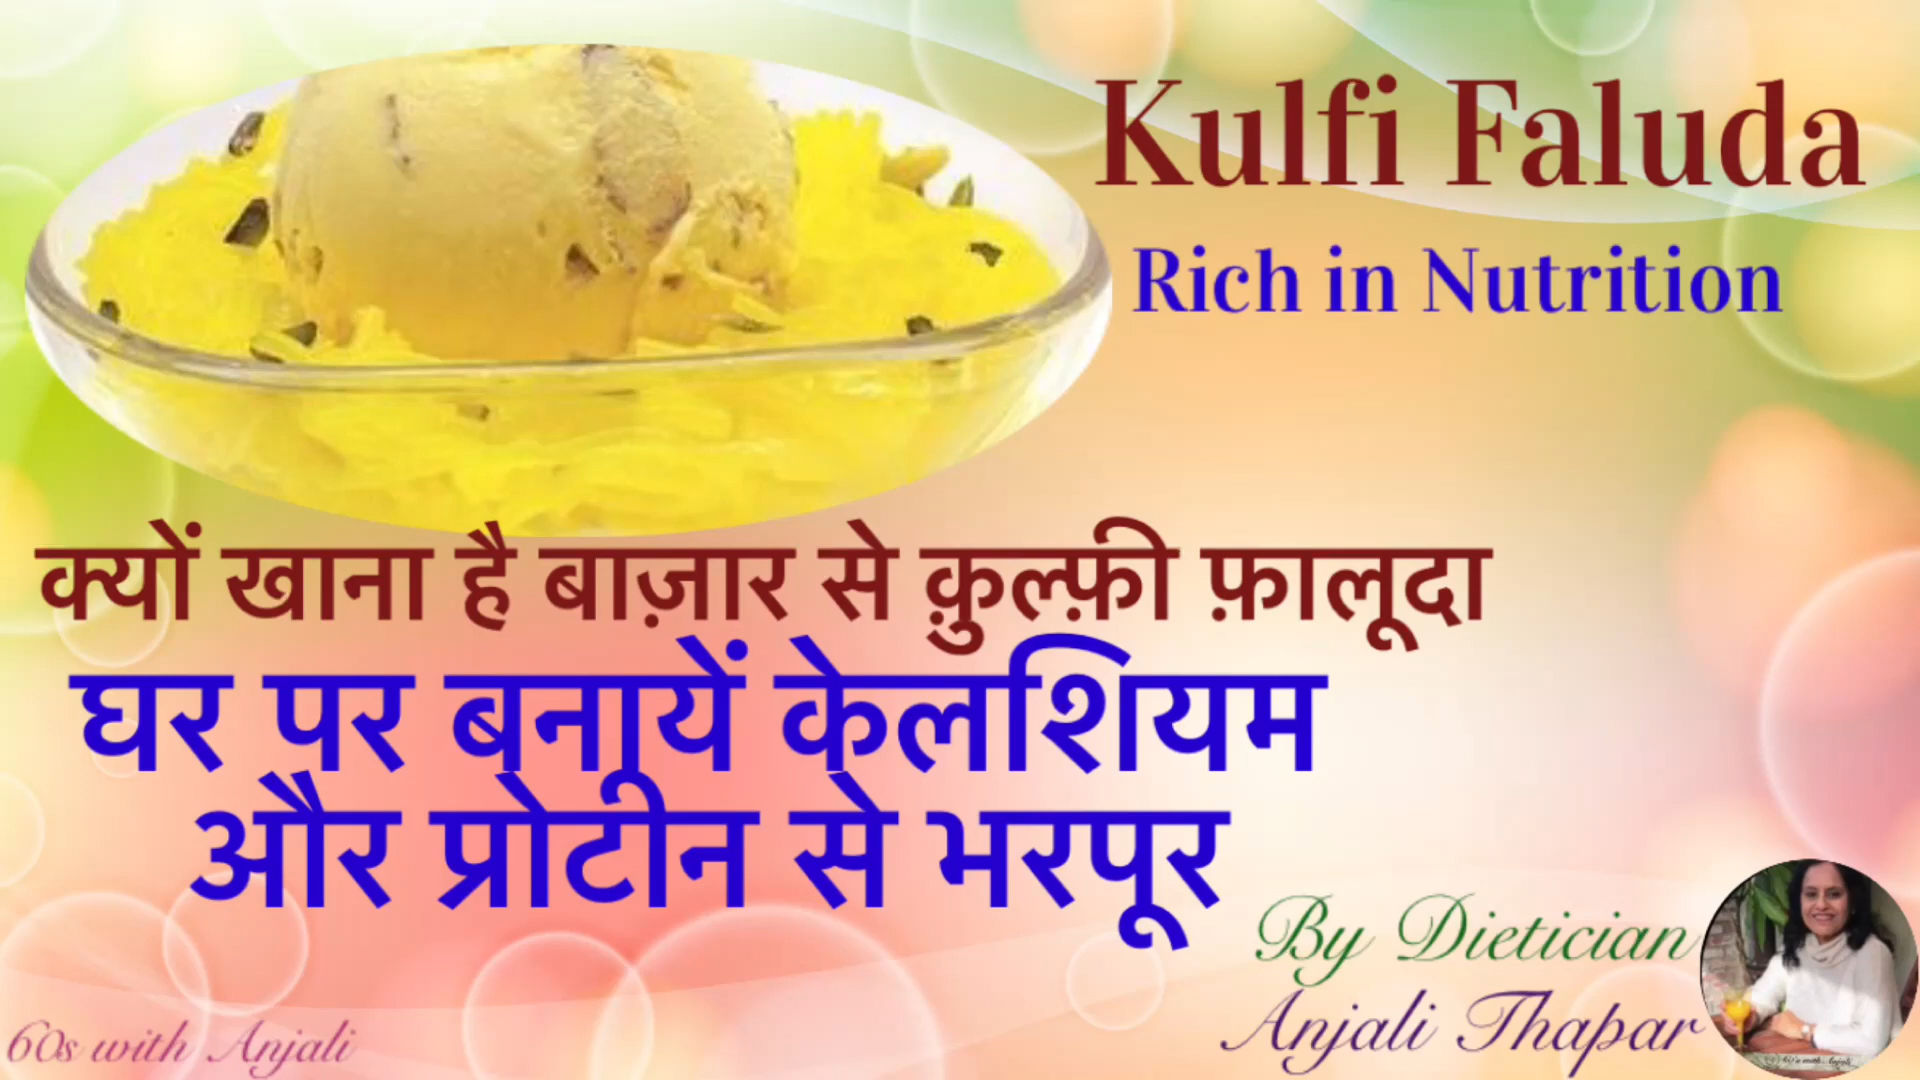 Kulfi Faluda
Rich in Nutrition
क्यों खाना है बाज़ार से क़ुल्फ़ी फ़ालूदा
घर पर बनायें केलशियम
और प्रोटीन से भरपूर
By Dietician
Anjali Thapar
60s with Anjali